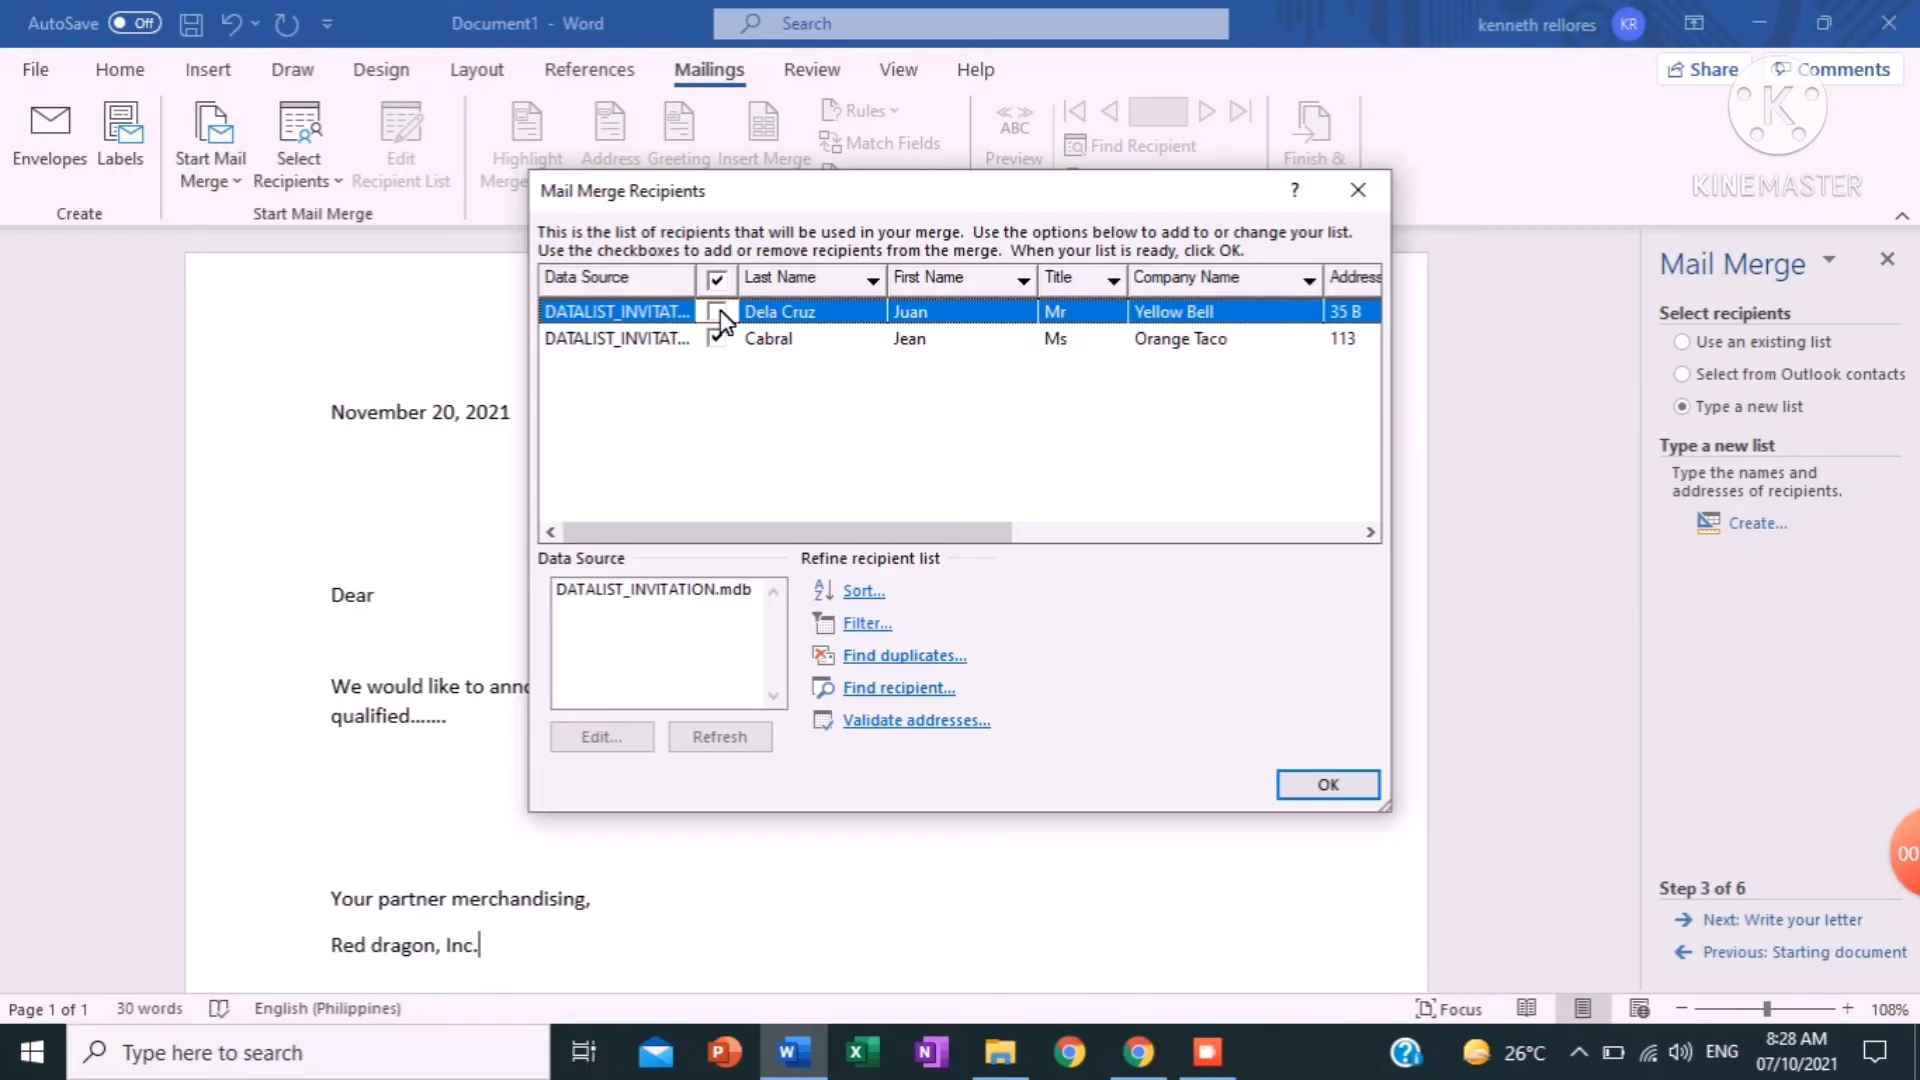 AutoSave Off Document1 - Word Search kenneth rellores KR
File Home Insert Draw Design Layout References Mailings Review View Help Share Comments
Envelopes Labels Start Mail Merge Select Recipients Edit Recipient List Highlight Merge Address Greeting Insert Merge Rules Match Fields ABC Preview Find Recipient Finish &
Create Start Mail Merge
K
KINEMASTER
Mail Merge Recipients ?
This is the list of recipients that will be used in your merge. Use the options below to add to or change your list.
Use the checkboxes to add or remove recipients from the merge. When your list is ready, click OK.
Data Source Last Name First Name Title Company Name Address
DATALIST_INVITAT... Dela Cruz Juan Mr Yellow Bell 35 B
DATALIST_INVITAT... Cabral Jean Ms Orange Taco 113
Data Source
DATALIST_INVITATION.mdb
Edit... Refresh
Refine recipient list
Sort...
Filter...
Find duplicates...
Find recipient...
Validate addresses...
OK
November 20, 2021
Dear
We would like to anno
qualified.......
Your partner merchandising,
Red dragon, Inc.
Mail Merge
Select recipients
Use an existing list
Select from Outlook contacts
Type a new list
Type a new list
Type the names and
addresses of recipients.
Create...
00
Step 3 of 6
Next: Write your letter
Previous: Starting document
Page 1 of 1 30 words English (Philippines) Focus 108%
Type here to search 26°C ENG 8:28 AM
07/10/2021